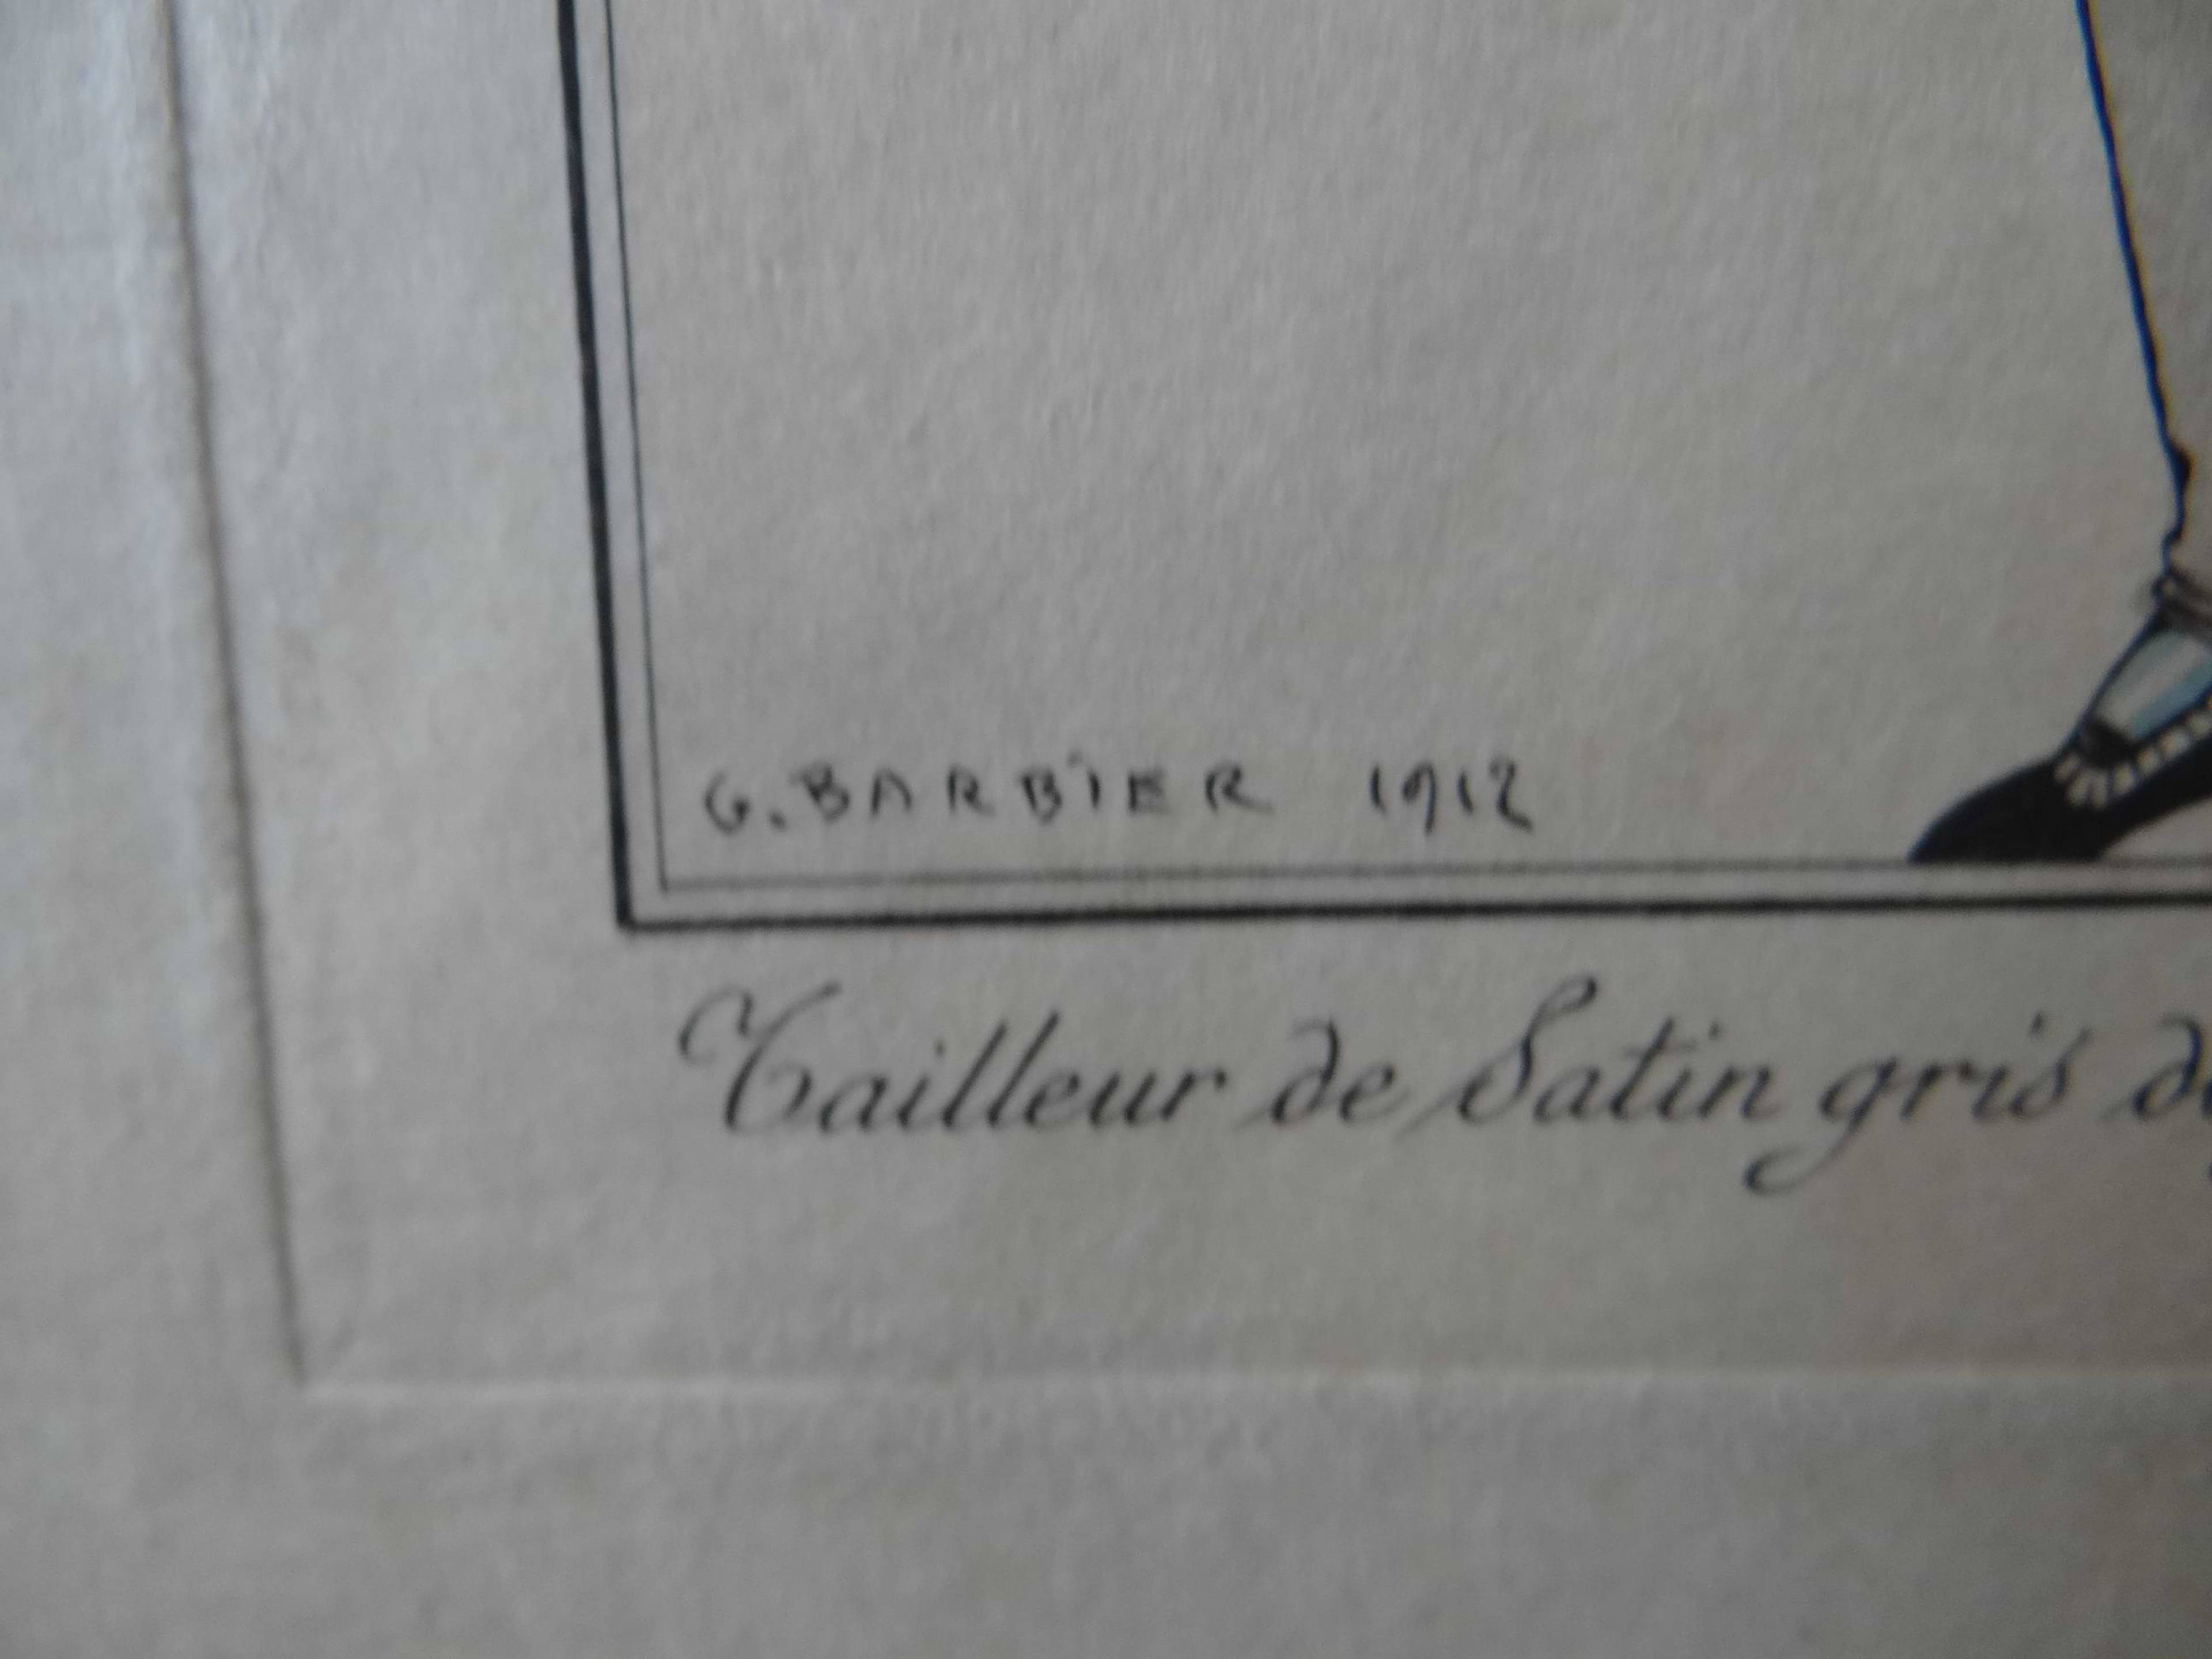 G. BARBIER 1912
Tailleur de Satin gris